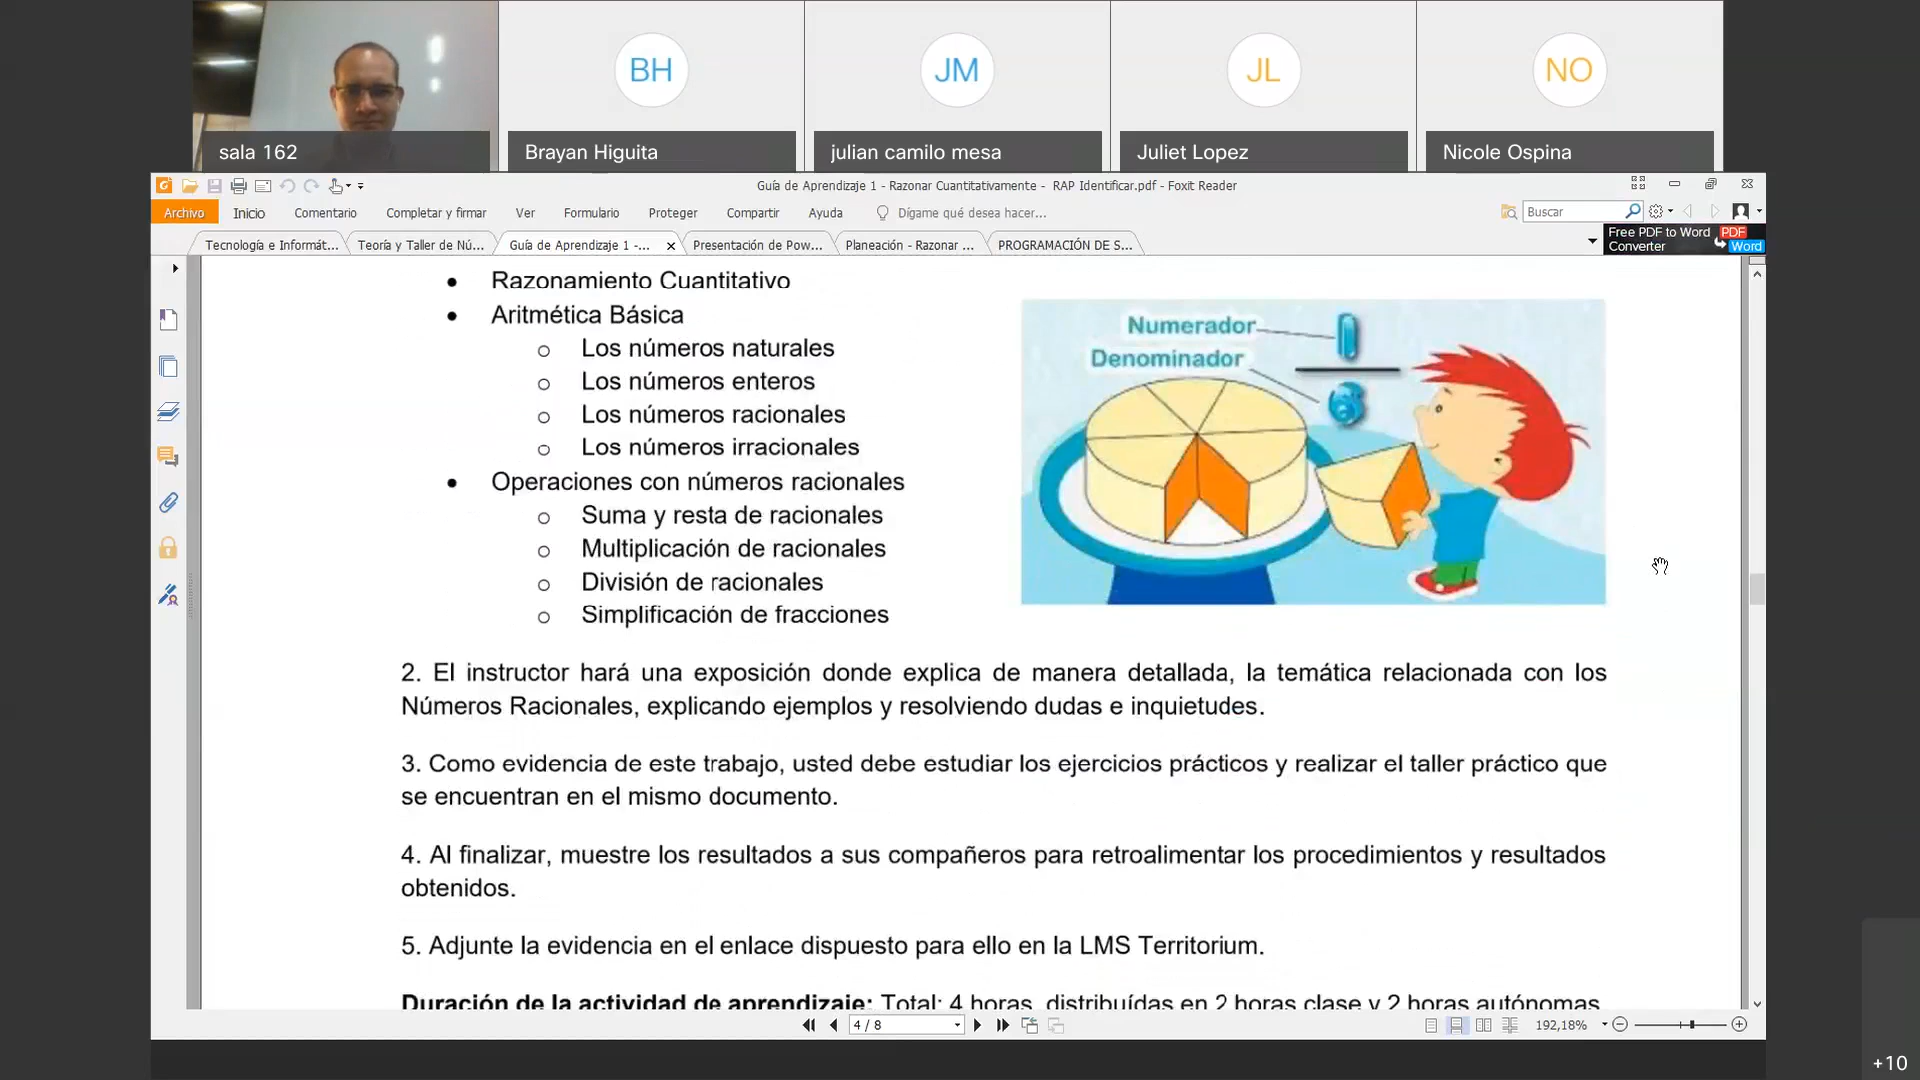 BH
JM
JL
NO
sala 162
Brayan Higuita
julian camilo mesa
Juliet Lopez
Nicole Ospina
Guía de Aprendizaje 1 - Razonar Cuantitativamente - RAP Identificar.pdf - Foxit Reader
Archivo
Inicio
Comentario
Completar y firmar
Ver
Formulario
Proteger
Compartir
Ayuda
Dígame qué desea hacer...
Buscar
Tecnología e Informát...
Teoría y Taller de Nú...
Guía de Aprendizaje 1 -...
Presentación de Pow...
Planeación - Razonar ...
PROGRAMACIÓN DE S...
Free PDF to Word
Converter
PDF
Word
• Razonamiento Cuantitativo
• Aritmética Básica
o Los números naturales
o Los números enteros
o Los números racionales
o Los números irracionales
• Operaciones con números racionales
o Suma y resta de racionales
o Multiplicación de racionales
o División de racionales
o Simplificación de fracciones
Numerador
Denominador
1
6
2. El instructor hará una exposición donde explica de manera detallada, la temática relacionada con los
Números Racionales, explicando ejemplos y resolviendo dudas e inquietudes.
3. Como evidencia de este trabajo, usted debe estudiar los ejercicios prácticos y realizar el taller práctico que
se encuentran en el mismo documento.
4. Al finalizar, muestre los resultados a sus compañeros para retroalimentar los procedimientos y resultados
obtenidos.
5. Adjunte la evidencia en el enlace dispuesto para ello en la LMS Territorium.
Duración de la actividad de aprendizaje: Total: 4 horas, distribuídas en 2 horas clase y 2 horas autónomas
4 / 8
192,18%
+10